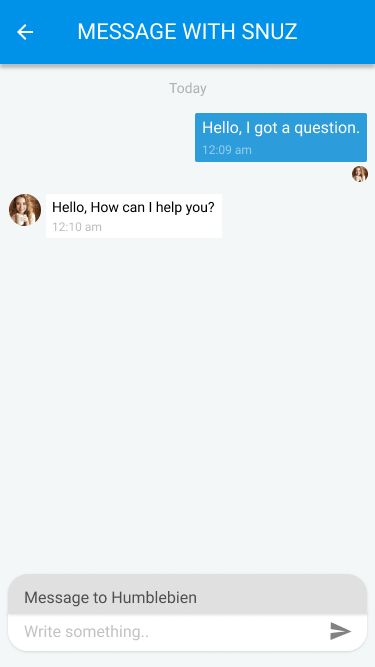 MESSAGE WITH SNUZ
Today
Hello, I got a question.
12:09 am
Hello, How can I help you?
12:10 am
Message to Humblebien
Write something..